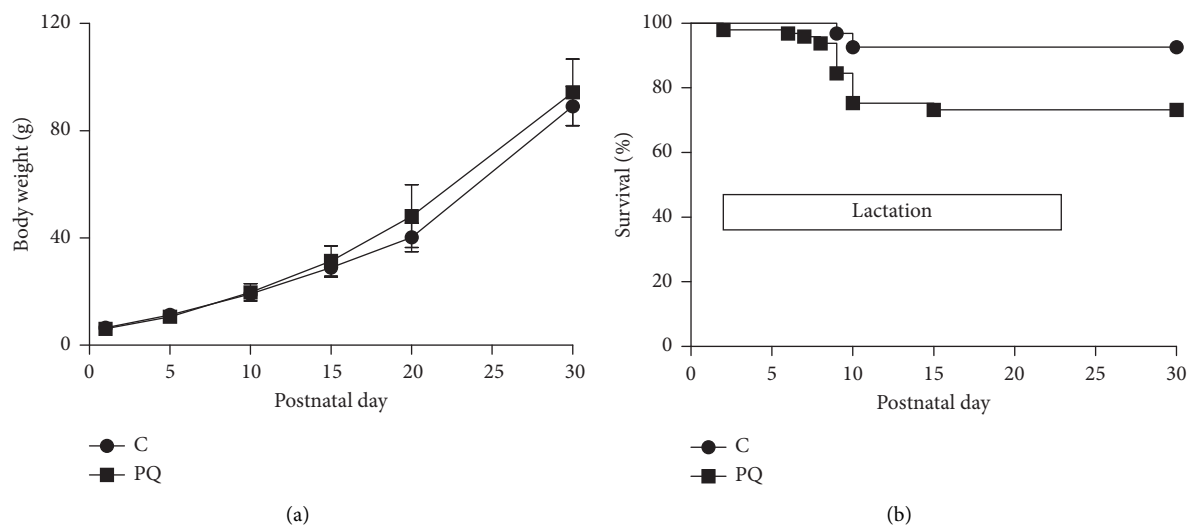 120
80
40
0
Body weight (g)
0 5 10 15 20 25 30
Postnatal day
C
PQ
(a)
100
80
60
40
20
0
Survival (%)
Lactation
0 5 10 15 20 25 30
Postnatal day
C
PQ
(b)